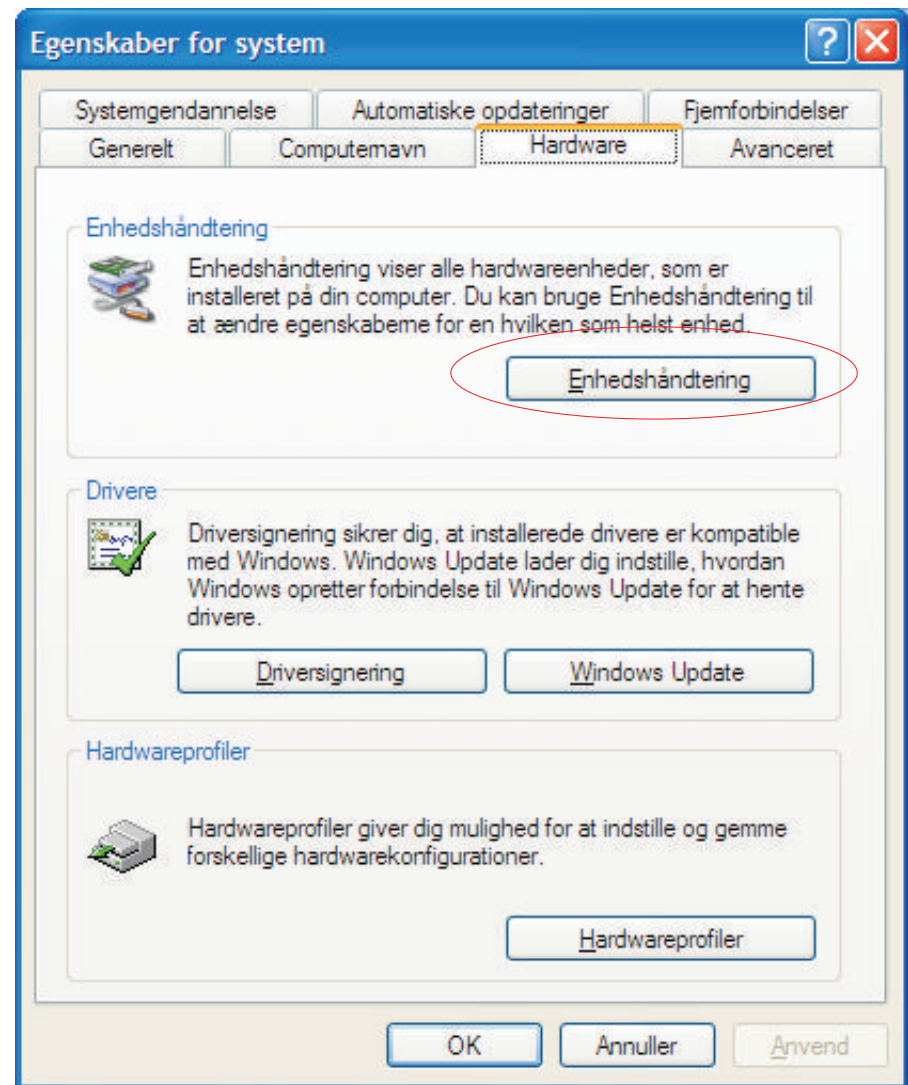 Egenskaber for system
Systemgendannelse Automatiske opdateringer Fjernforbindelser
Generelt Computernavn Hardware Avanceret
Enhedshåndtering
Enhedshåndtering viser alle hardwareenheder, som er
installeret på din computer. Du kan bruge Enhedshåndtering til
at ændre egenskaberne for en hvilken som helst enhed.
Enhedshåndtering
Drivere
Driversignering sikrer dig, at installerede drivere er kompatible
med Windows. Windows Update lader dig indstille, hvordan
Windows opretter forbindelse til Windows Update for at hente
drivere.
Driversignering Windows Update
Hardwareprofiler
Hardwareprofiler giver dig mulighed for at indstille og gemme
forskellige hardwarekonfigurationer.
Hardwareprofiler
OK Annuller Anvend